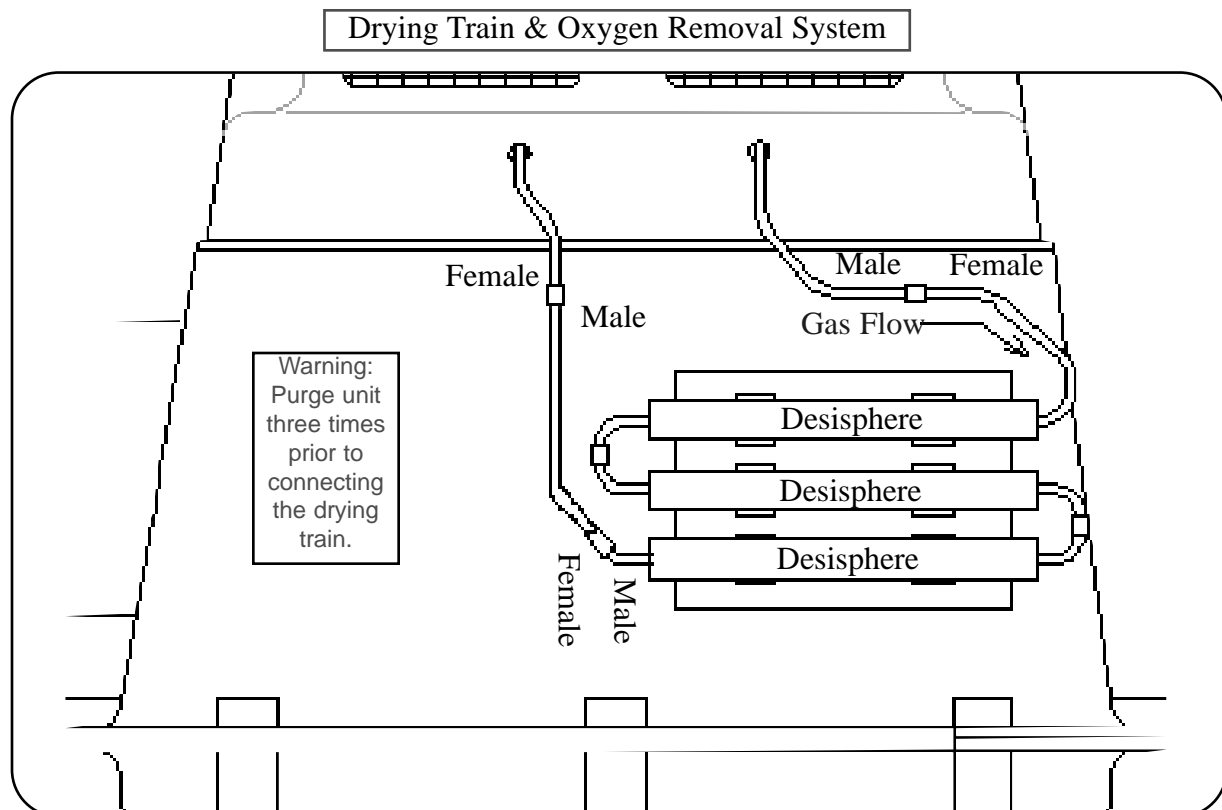 Drying Train & Oxygen Removal System
Female
Male
Male
Female
Gas Flow
Warning:
Purge unit
three times
prior to
connecting
the drying
train.
Desisphere
Desisphere
Desisphere
Female
Male